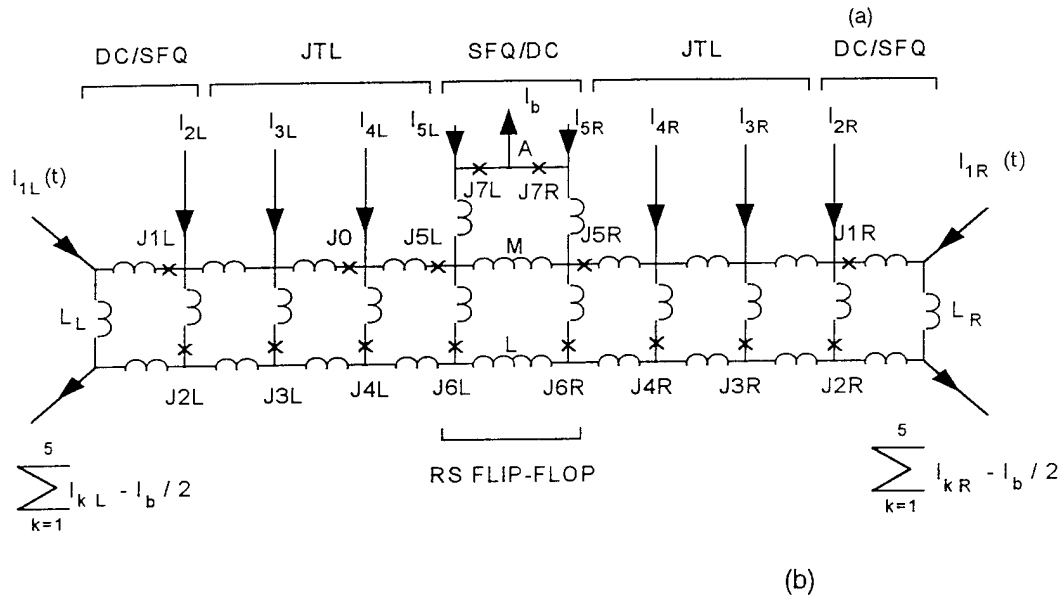 (a)
DC/SFQ JTL SFQ/DC JTL DC/SFQ
I2L I3L I4L I5L Ib I5R I4R I3R I2R
A
I1L (t) J7L J7R I1R (t)
J1L J0 J5L M J5R J1R
LL L LR
J2L J3L J4L J6L J6R J4R J3R J2R
5 5
∑ IkL - Ib / 2 RS FLIP-FLOP ∑ IkR - Ib / 2
k=1 k=1
(b)